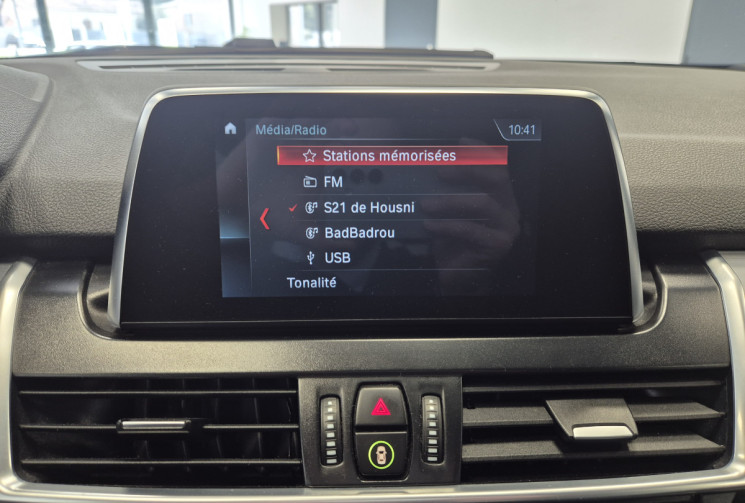 Média/Radio
10:41
Stations mémorisées
FM
S21 de Housni
BadBadrou
USB
Tonalité